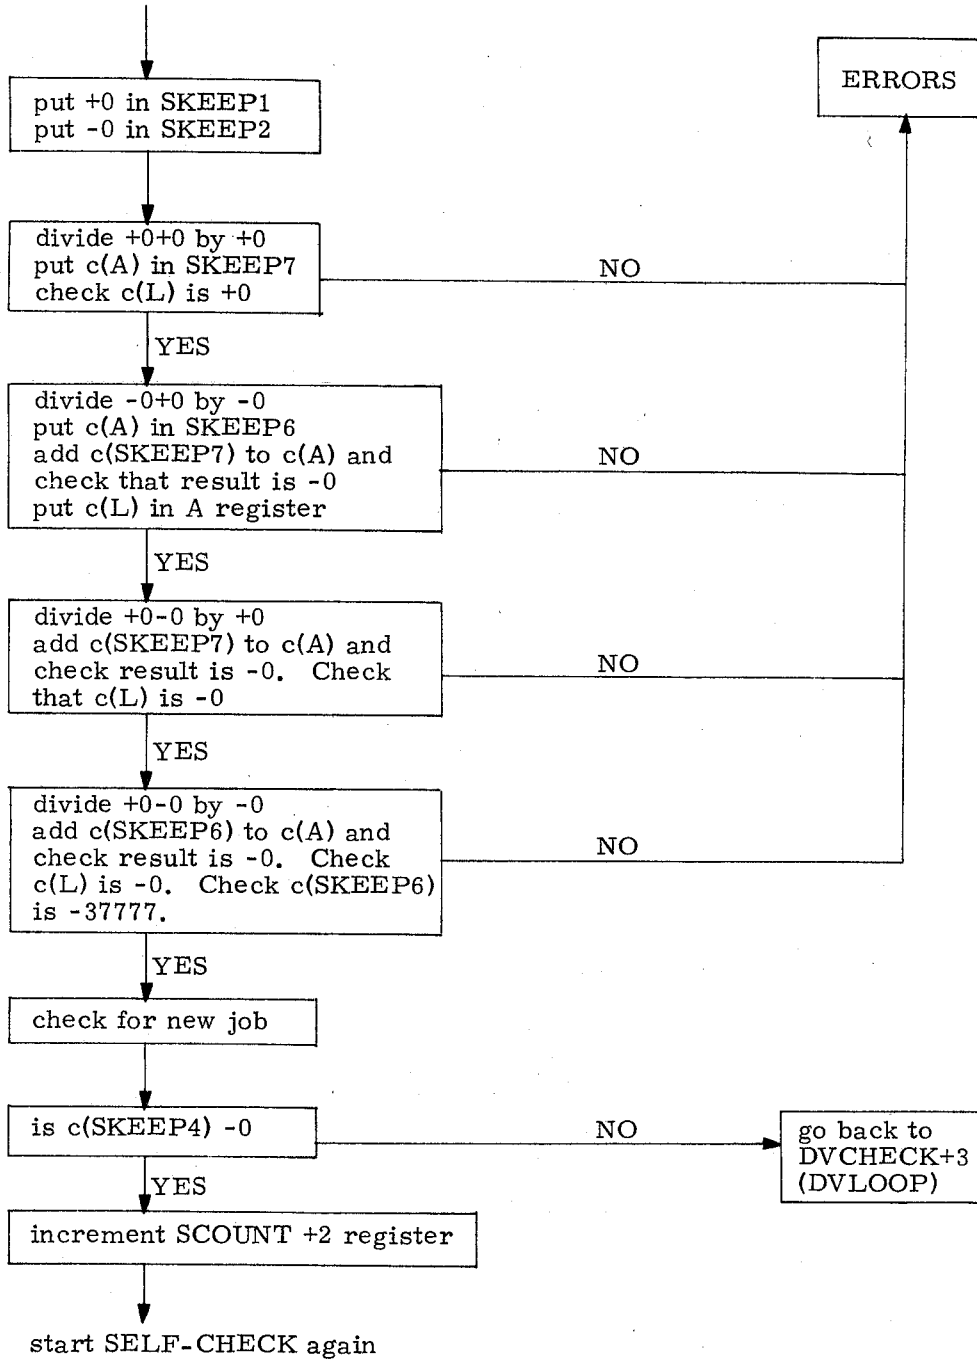 put +0 in SKEEP1
put -0 in SKEEP2
ERRORS
divide +0+0 by +0
put c(A) in SKEEP7
check c(L) is +0
NO
YES
divide -0+0 by -0
put c(A) in SKEEP6
add c(SKEEP7) to c(A) and
check that result is -0
put c(L) in A register
NO
YES
divide +0-0 by +0
add c(SKEEP7) to c(A) and
check result is -0. Check
that c(L) is -0
NO
YES
divide +0-0 by -0
add c(SKEEP6) to c(A) and
check result is -0. Check
c(L) is -0. Check c(SKEEP6)
is -37777.
NO
YES
check for new job
is c(SKEEP4) -0
NO
go back to
DVCHECK+3
(DVLOOP)
YES
increment SCOUNT +2 register
start SELF-CHECK again